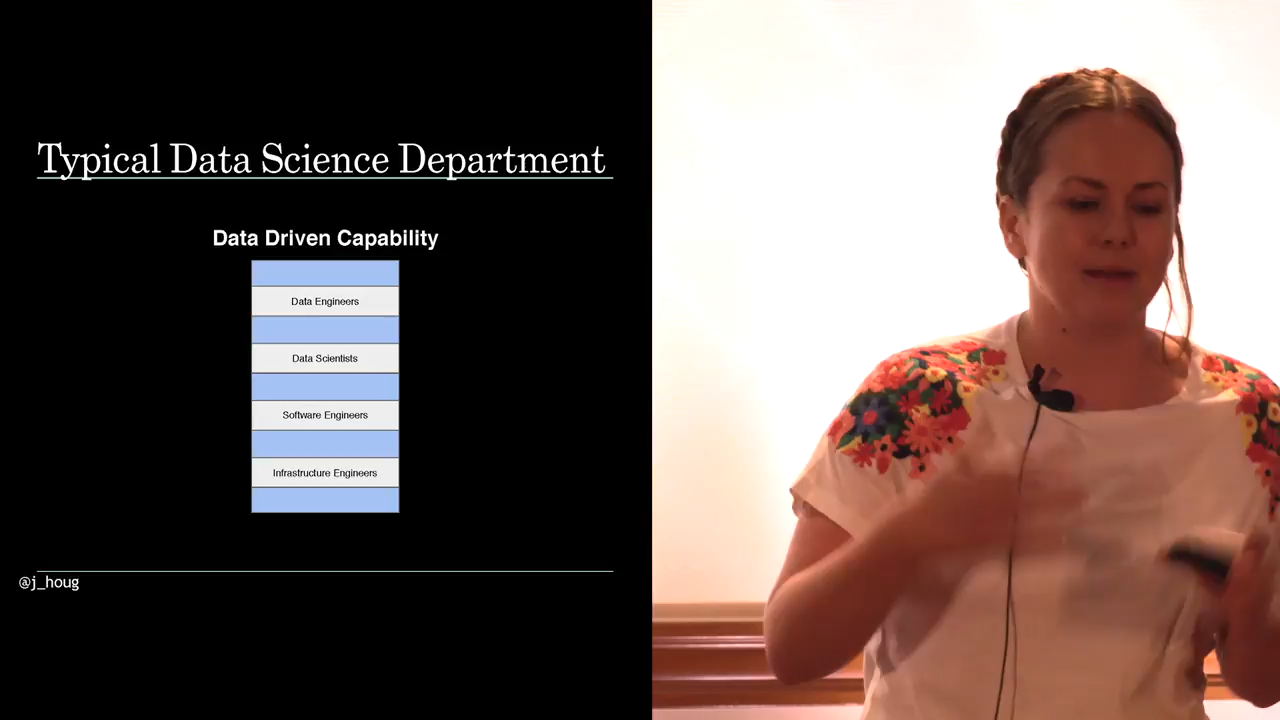 Typical Data Science Department
Data Driven Capability
Data Engineers
Data Scientists
Software Engineers
Infrastructure Engineers
@j_houg